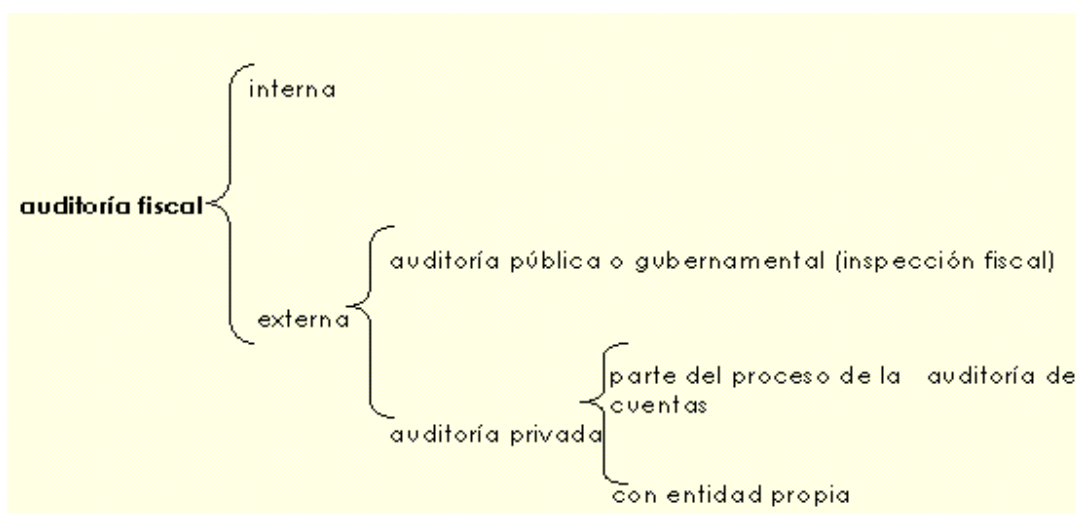 interna
auditoría fiscal
auditoría pública o gubernamental (inspección fiscal)
externa
parte del proceso de la auditoría de
cuentas
auditoría privada
con entidad propia